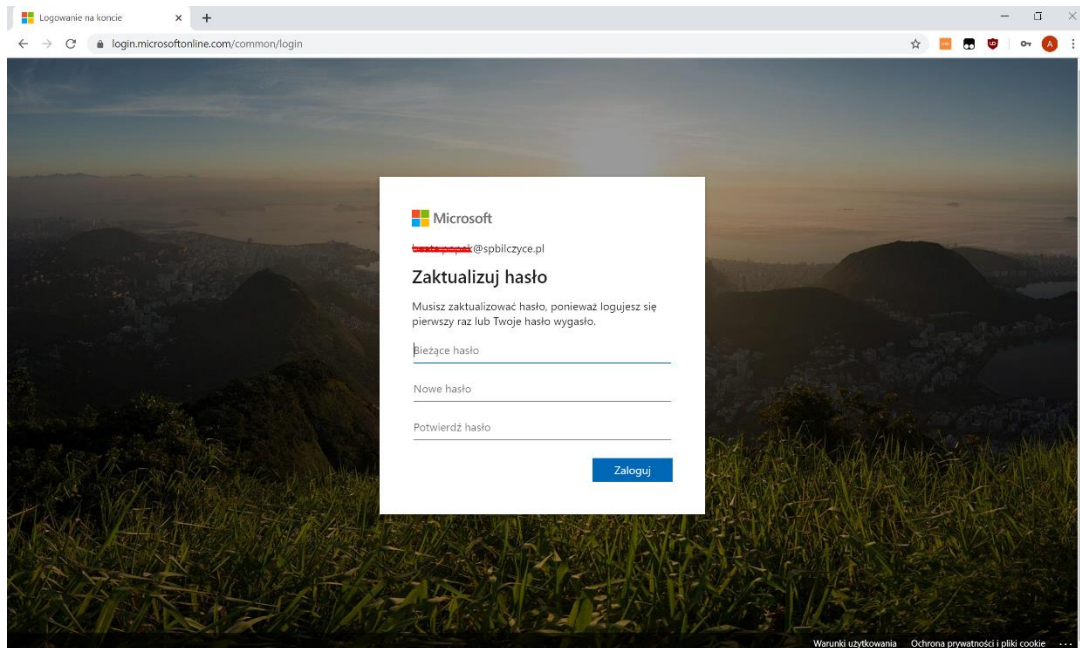 Logowanie na koncie
login.microsoftonline.com/common/login
A
Microsoft
@spbilczyce.pl
Zaktualizuj hasło
Musisz zaktualizować hasło, ponieważ logujesz się
pierwszy raz lub Twoje hasło wygasło.
Bieżące hasło
Nowe hasło
Potwierdź hasło
Zaloguj
Warunki użytkowania Ochrona prywatności i pliki cookie ...